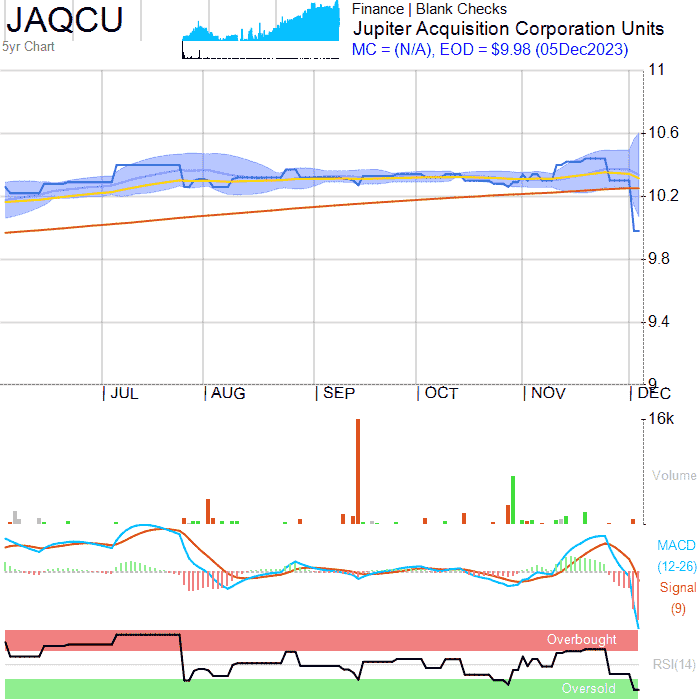 JAQCU
5yr Chart
Finance | Blank Checks
Jupiter Acquisition Corporation Units
MC = (N/A), EOD = $9.98 (05Dec2023)
11
10.6
10.2
9.8
9.4
9
JUL AUG SEP OCT NOV DEC
16k
Volume
MACD
(12-26)
Signal
(9)
Overbought
RSI(14)
Oversold